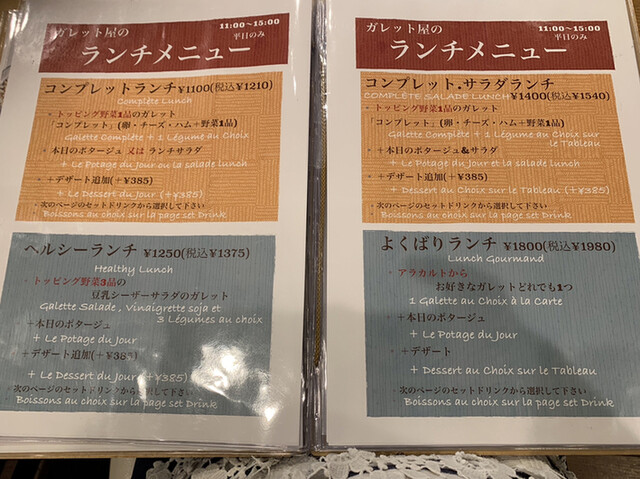 ガレット屋の
11:00～15:00
平日のみ
ランチメニュー
コンプレットランチ ¥1100(税込¥1210)
Complète Lunch
・トッピング野菜1品のガレット
「コンプレット」(卵・チーズ・ハム＋野菜1品)
Galette Complète + 1 Légume au Choix
・＋本日のポタージュ 又は ランチサラダ
+ Le Potage du Jour ou la salade lunch
・＋デザート追加(＋¥385)
+ Le Dessert du Jour (+¥385)
・次のページのセットドリンクから選択して下さい
Boissons au choix sur la page set Drink
ヘルシーランチ ¥1250(税込¥1375)
Healthy Lunch
・トッピング野菜3品の
豆乳シーザーサラダのガレット
Galette Salade, Vinaigrette soja et
3 Légumes au choix
＋本日のポタージュ
+ Le Potage du Jour
・＋デザート追加(＋¥385)
+ Le Dessert du Jour (+¥385)
・次のページのセットドリンクから選択して下さい
Boissons au choix sur la page set Drink
ガレット屋の
11:00～15:00
平日のみ
ランチメニュー
コンプレット.サラダランチ
COMPLÈTE SALADE LUNCH ¥1400(税込¥1540)
・トッピング野菜1品のガレット
「コンプレット」(卵・チーズ・ハム＋野菜1品)
Galette Complète + 1 Légume au Choix sur
le Tableau
・＋本日のポタージュ&サラダ
+ Le Potage du Jour et la salade lunch
・＋デザート追加(＋¥385)
+ Dessert au Choix sur le Tableau (+¥385)
・次のページのセットドリンクから選択して下さい
Boissons au choix sur la page set Drink
よくばりランチ ¥1800(税込¥1980)
Lunch Gourmand
・アラカルトから
お好きなガレットどれでも1つ
1 Galette au Choix à la Carte
・＋本日のポタージュ
+ Le Potage du Jour
・＋デザート
+ Dessert au Choix sur le Tableau
・次のページのセットドリンクから選択して下さい
Boissons au choix sur la page set Drink